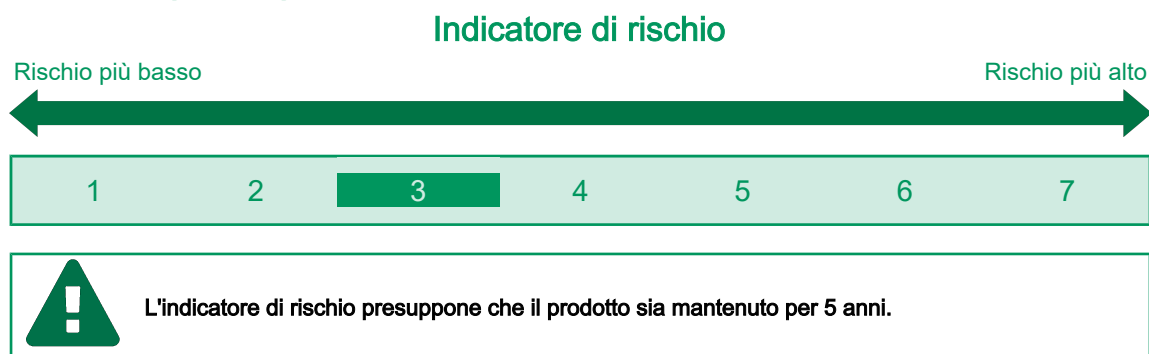 Indicatore di rischio
Rischio più basso Rischio più alto
1 2 3 4 5 6 7
L'indicatore di rischio presuppone che il prodotto sia mantenuto per 5 anni.